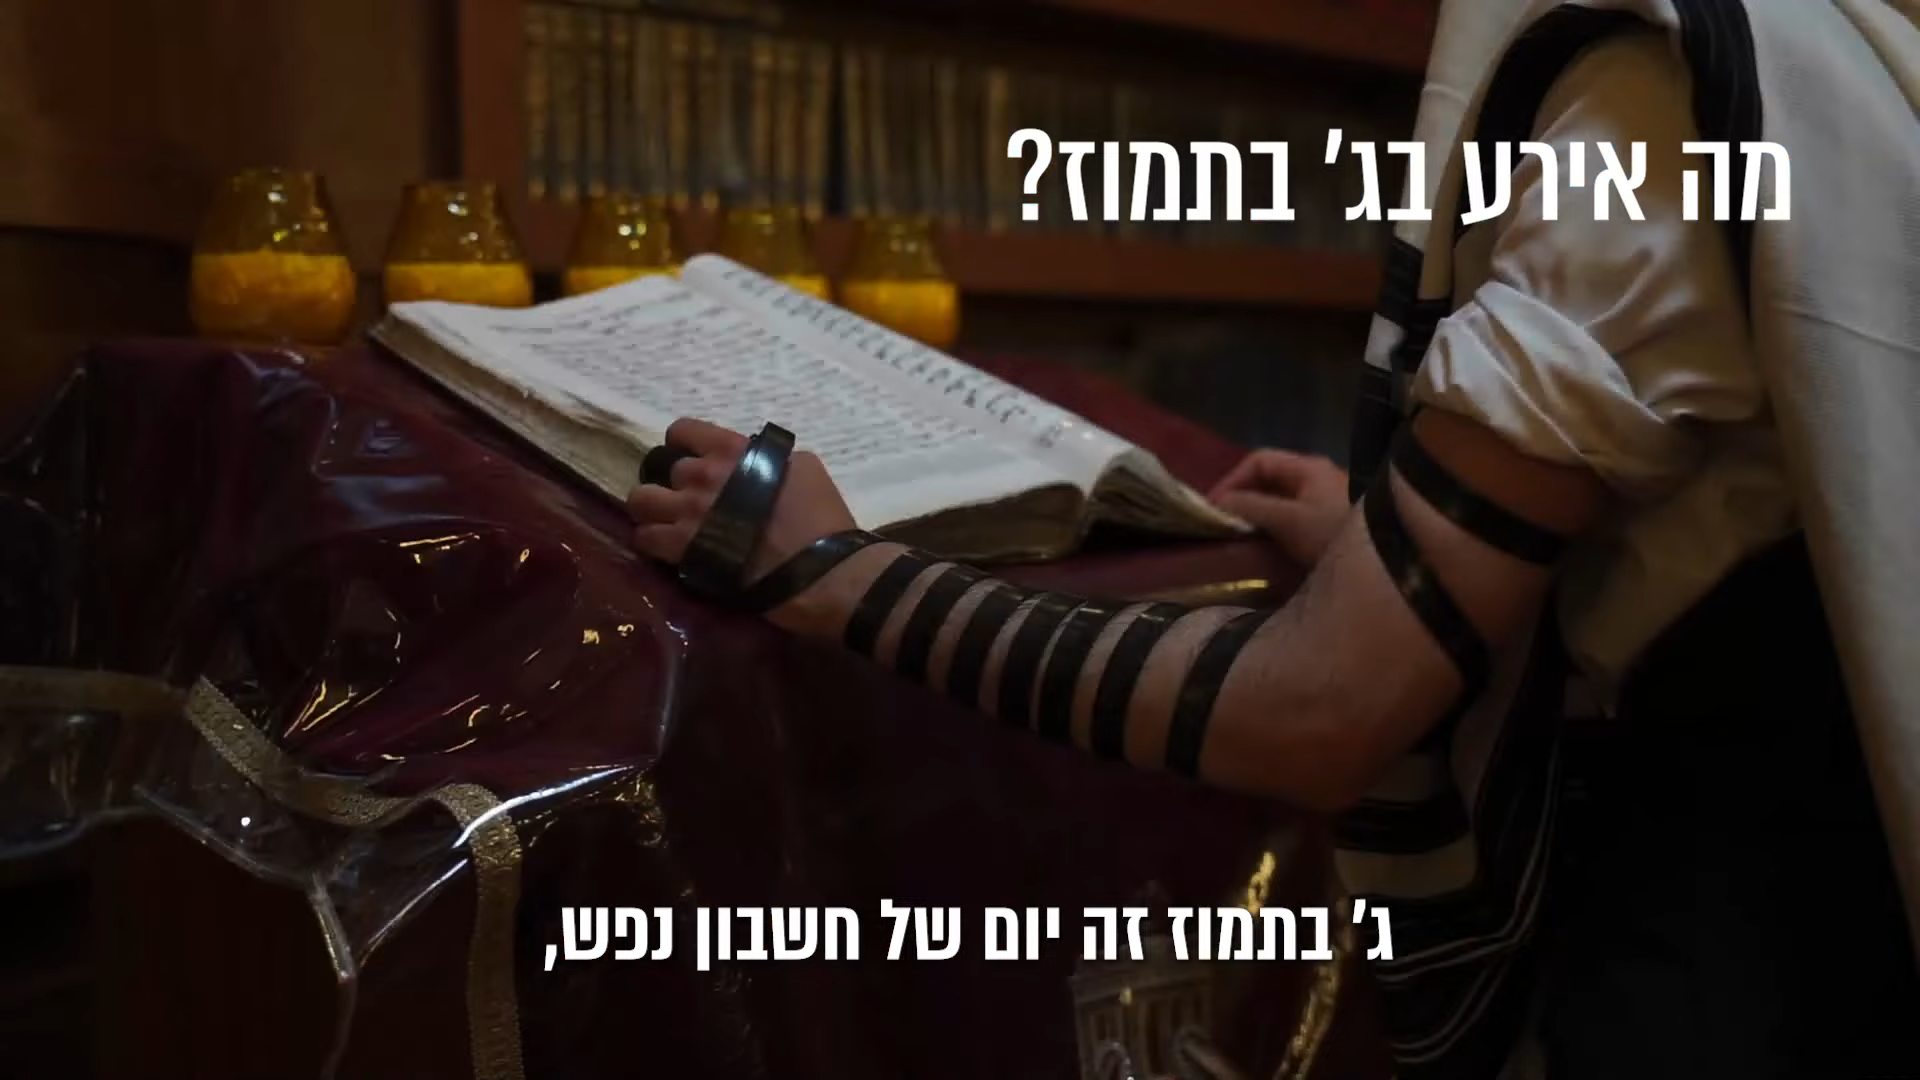 מה אירע בג' בתמוז?
ג' בתמוז זה יום של חשבון נפש,